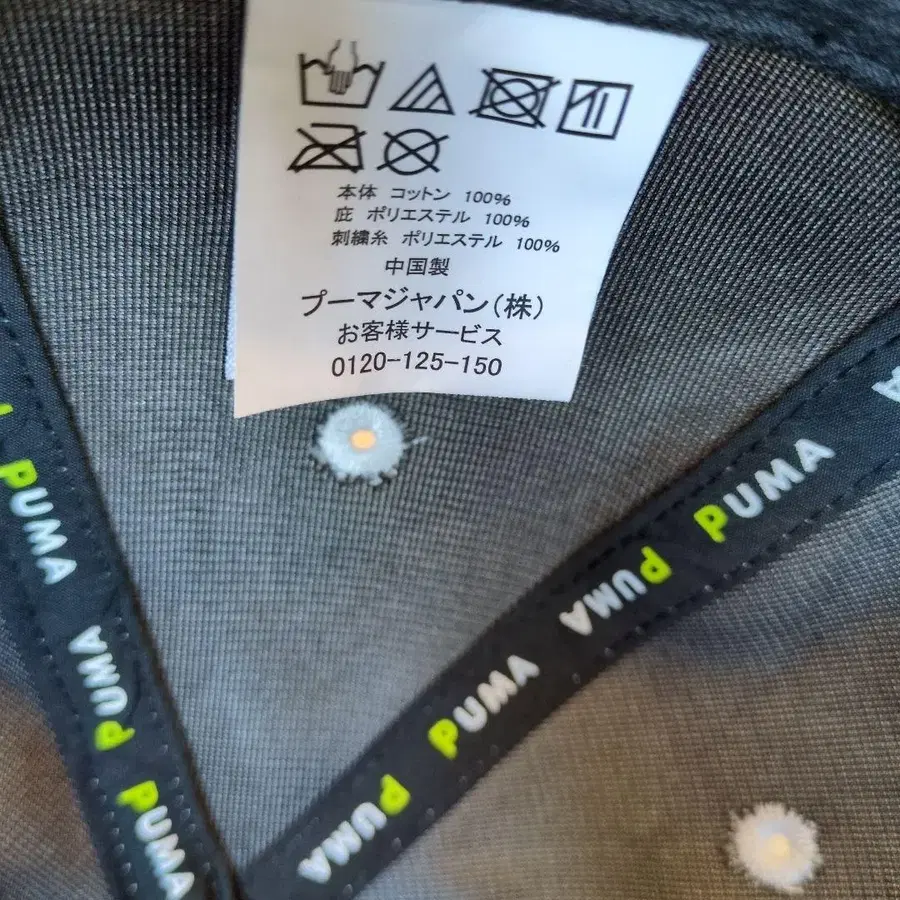 本体 コットン 100%
庇 ポリエステル 100%
刺繍糸 ポリエステル 100%
中国製
プーマジャパン(株)
お客様サービス
0120-125-150
PUMA
PUMA
PUMA
PUMA
PUMA
PUMA
PUMA